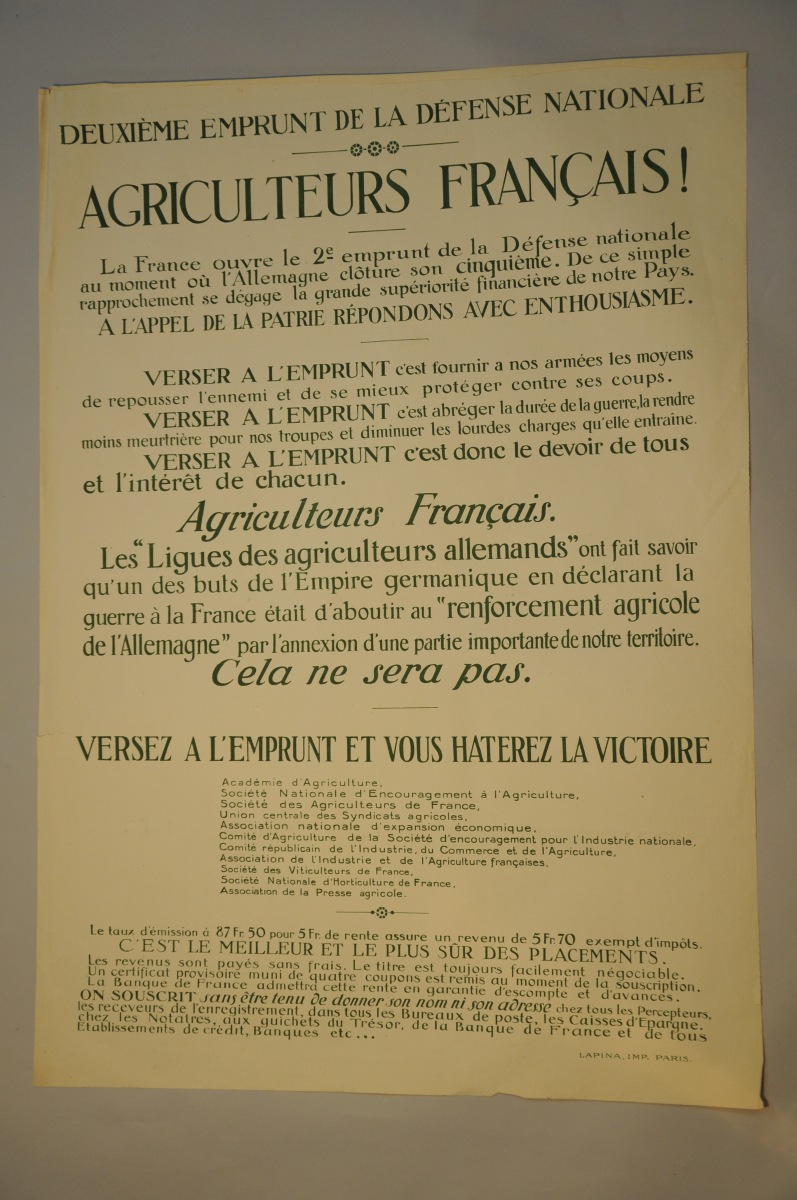 DEUXIÈME EMPRUNT DE LA DÉFENSE NATIONALE
AGRICULTEURS FRANÇAIS!
La France ouvre le 2e emprunt de la Défense nationale
au moment où l'Allemagne clôture son cinquième. De ce simple
rapprochement se dégage la grande supériorité financière de notre Pays.
A L'APPEL DE LA PATRIE RÉPONDONS AVEC ENTHOUSIASME.
VERSER A L'EMPRUNT c'est fournir a nos armées les moyens
de repousser l'ennemi et de se mieux protéger contre ses coups.
VERSER A L'EMPRUNT c'est abréger la durée de la guerre, la rendre
moins meurtrière pour nos troupes et diminuer les lourdes charges qu'elle entraine.
VERSER A L'EMPRUNT c'est donc le devoir de tous
et l'intérêt de chacun.
Agriculteurs Français.
Les "Ligues des agriculteurs allemands" ont fait savoir
qu'un des buts de l'Empire germanique en déclarant la
guerre à la France était d'aboutir au "renforcement agricole
de l'Allemagne" par l'annexion d'une partie importante de notre territoire.
Cela ne sera pas.
VERSEZ A L'EMPRUNT ET VOUS HATEREZ LA VICTOIRE
Académie d'Agriculture,
Société Nationale d'Encouragement à l'Agriculture,
Société des Agriculteurs de France,
Union centrale des Syndicats agricoles,
Association nationale d'expansion économique,
Comité d'Agriculture de la Société d'encouragement pour l'Industrie nationale,
Comité républicain de l'Industrie, du Commerce et de l'Agriculture,
Association de l'Industrie et de l'Agriculture françaises,
Société des Viticulteurs de France,
Société Nationale d'Horticulture de France,
Association de la Presse agricole.
Le taux d'émission à 87 Fr. 50 pour 5 Fr. de rente assure un revenu de 5 Fr. 70 exempt d'impôts.
C'EST LE MEILLEUR ET LE PLUS SÛR DES PLACEMENTS.
Les revenus sont payés sans frais. Le titre est toujours facilement négociable.
Un certificat provisoire muni de quatre coupons est remis au moment de la souscription.
La Banque de France admettra cette rente en garantie d'escompte et d'avances.
ON SOUSCRIT sans être tenu de donner son nom ni son adresse chez tous les Percepteurs,
les receveurs de l'enregistrement, dans tous les Bureaux de poste, les Caisses d'Epargne,
chez les Notaires, aux guichets du Trésor, de la Banque de France et de tous
Etablissements de crédit, Banques etc...
LAPINA, IMP. PARIS.